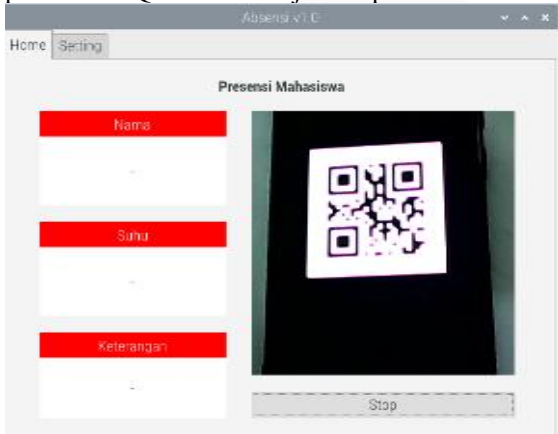 Absensi v1.0
Home
Setting
Presensi Mahasiswa
Nama
-
Suhu
-
Keterangan
-
Stop